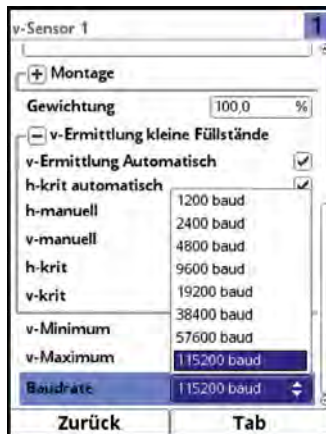 v-Sensor 1 1
Montage
Gewichtung 100,0 %
v-Ermittlung kleine Füllstände
v-Ermittlung Automatisch
h-krit automatisch
1200 baud
h-manuell
2400 baud
v-manuell
4800 baud
9600 baud
h-krit
19200 baud
v-krit
38400 baud
v-Minimum
57600 baud
v-Maximum 115200 baud
Baudrate 115200 baud
Zurück Tab